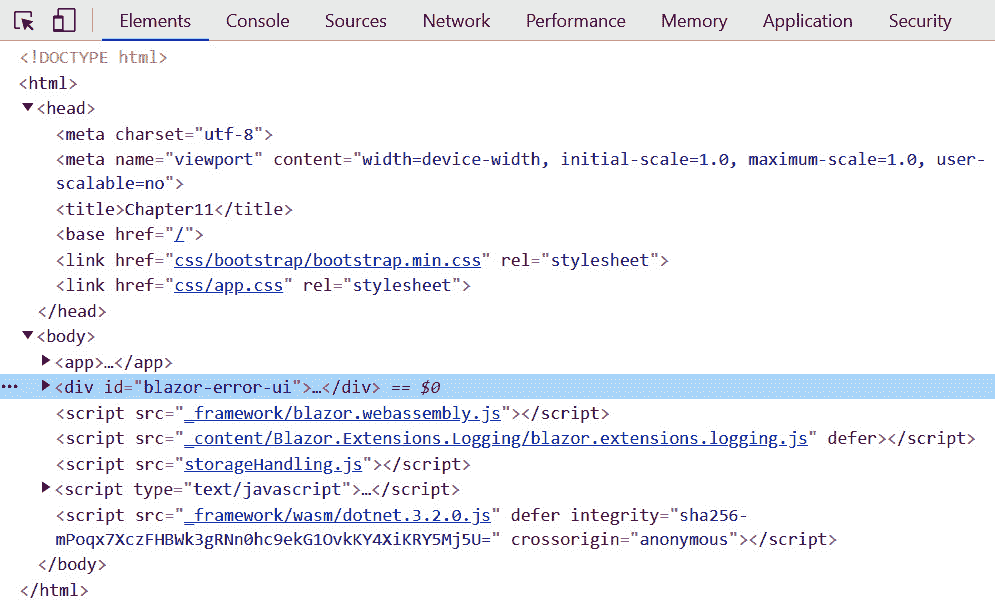 Elements Console Sources Network Performance Memory Application Security
<!DOCTYPE html>
<html>
<head>
<meta charset="utf-8">
<meta name="viewport" content="width=device-width, initial-scale=1.0, maximum-scale=1.0, user-
scalable=no">
<title>Chapter11</title>
<base href="/">
<link href="css/bootstrap/bootstrap.min.css" rel="stylesheet">
<link href="css/app.css" rel="stylesheet">
</head>
<body>
<app>…</app>
<div id="blazor-error-ui">…</div> == $0
<script src="_framework/blazor.webassembly.js"></script>
<script src="_content/Blazor.Extensions.Logging/blazor.extensions.logging.js" defer></script>
<script src="storageHandling.js"></script>
<script type="text/javascript">…</script>
<script src="_framework/wasm/dotnet.3.2.0.js" defer integrity="sha256-
mPoqx7XczFHBWk3gRNn0hc9ekG1OvkKY4XiKRY5Mj5U=" crossorigin="anonymous"></script>
</body>
</html>